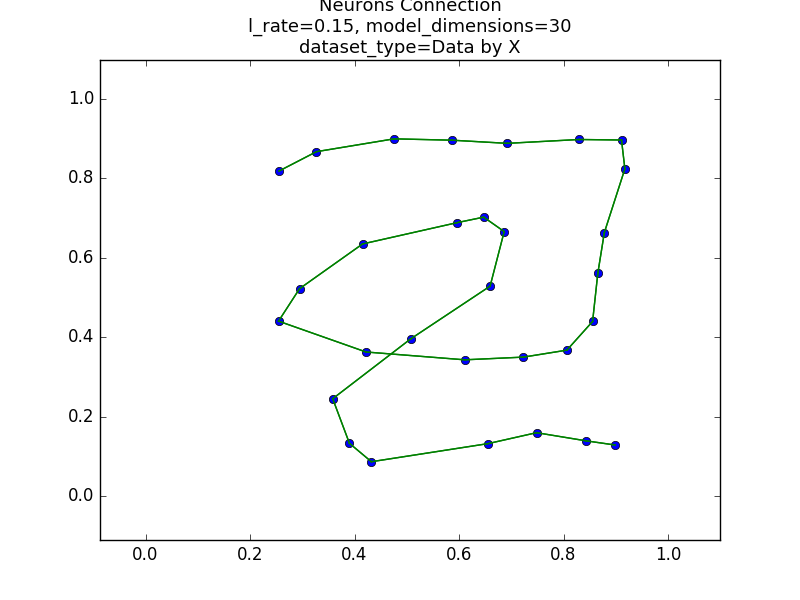 Neurons Connection
l_rate=0.15, model_dimensions=30
dataset_type=Data by X
1.0
0.8
0.6
0.4
0.2
0.0
0.0 0.2 0.4 0.6 0.8 1.0